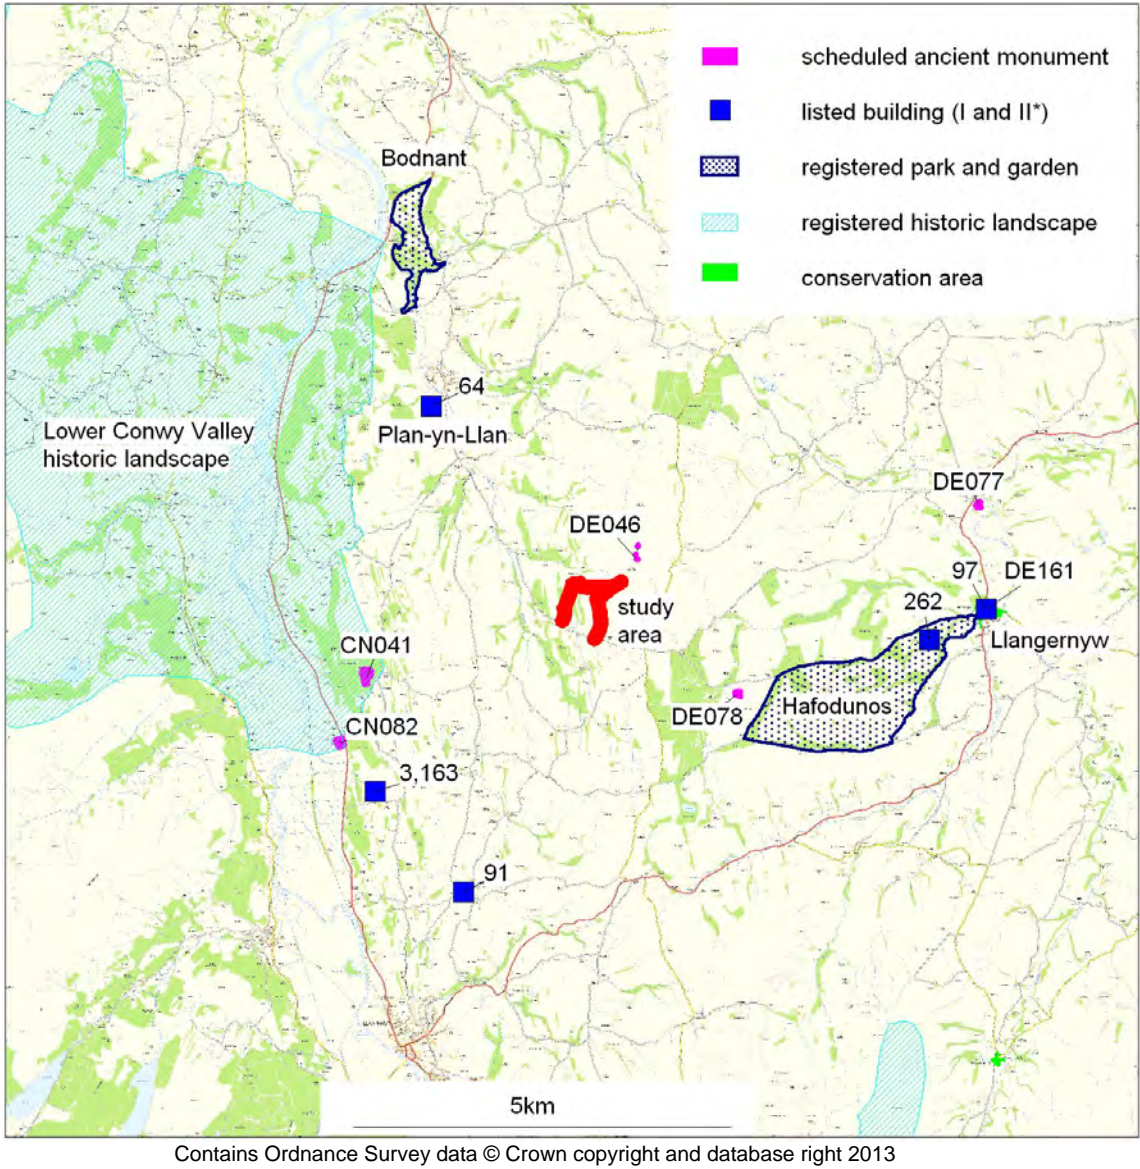 scheduled ancient monument
listed building (I and II*)
registered park and garden
registered historic landscape
conservation area
Bodnant
64
Plan-yn-Llan
Lower Conwy Valley
historic landscape
DE077
DE046
97
DE161
262
study
area
Llangernyw
CN041
Hafodunos
DE078
CN082
3,163
91
5km
Contains Ordnance Survey data © Crown copyright and database right 2013